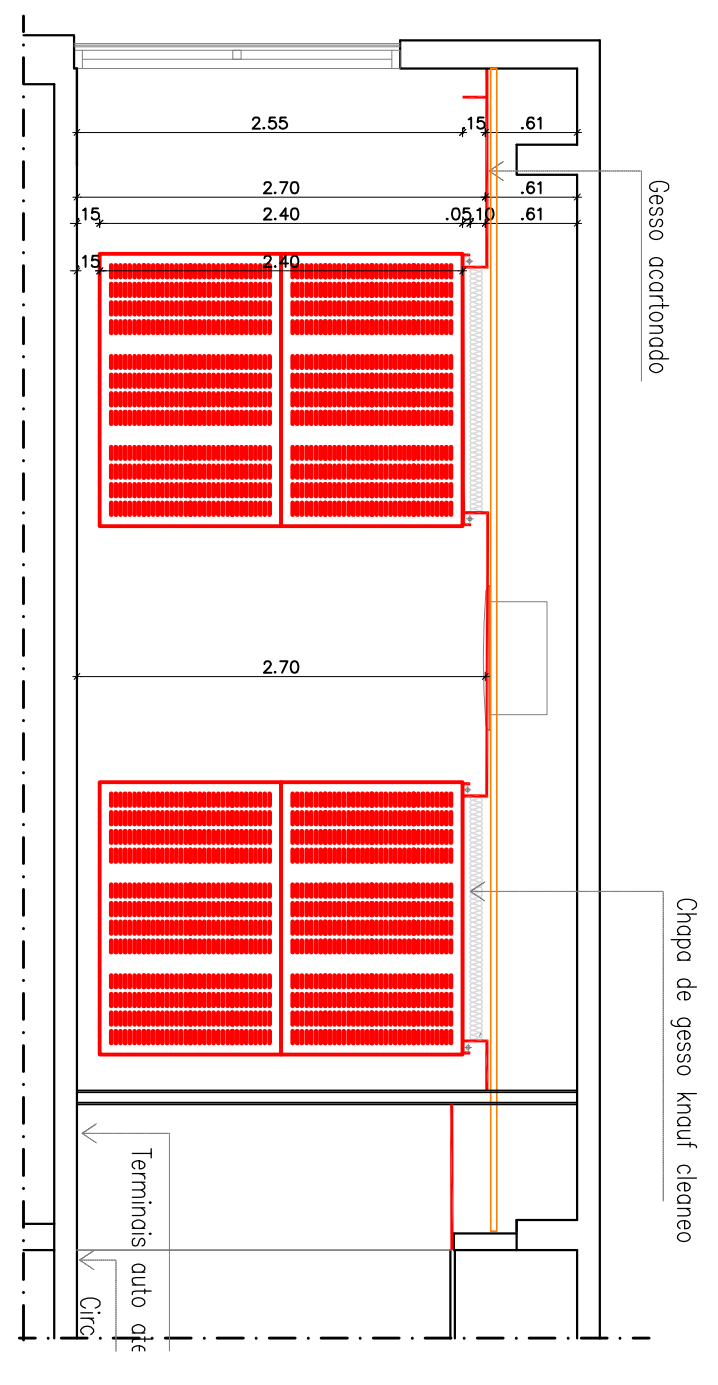 2.55 .15 .61
2.70 .61
.15 2.40 .05 .10 .61
.15 2.40
2.70
Gesso acartonado
Chapa de gesso knauf cleaneo
Terminais auto ate
Circ